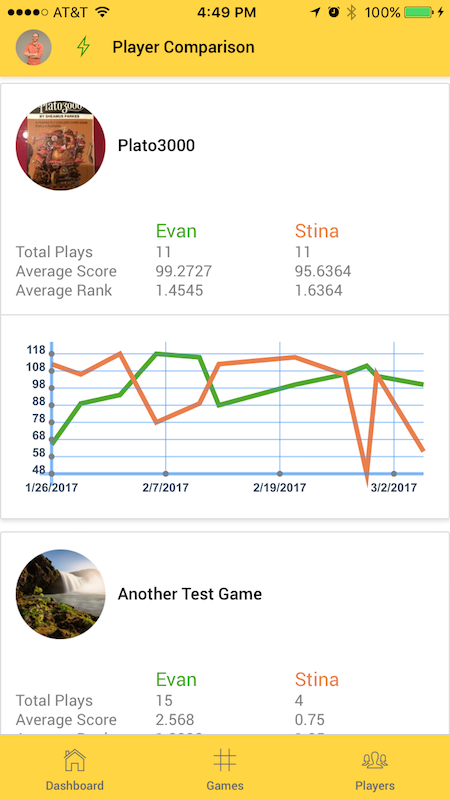 AT&T 4:49 PM 100%
Player Comparison
Plato3000
BY SHEAMUS PARKES
Plato3000
Evan Stina
Total Plays 11 11
Average Score 99.2727 95.6364
Average Rank 1.4545 1.6364
118
108
98
88
78
68
58
48
1/26/2017 2/7/2017 2/19/2017 3/2/2017
Another Test Game
Evan Stina
Total Plays 15 4
Average Score 2.568 0.75
Dashboard Games Players